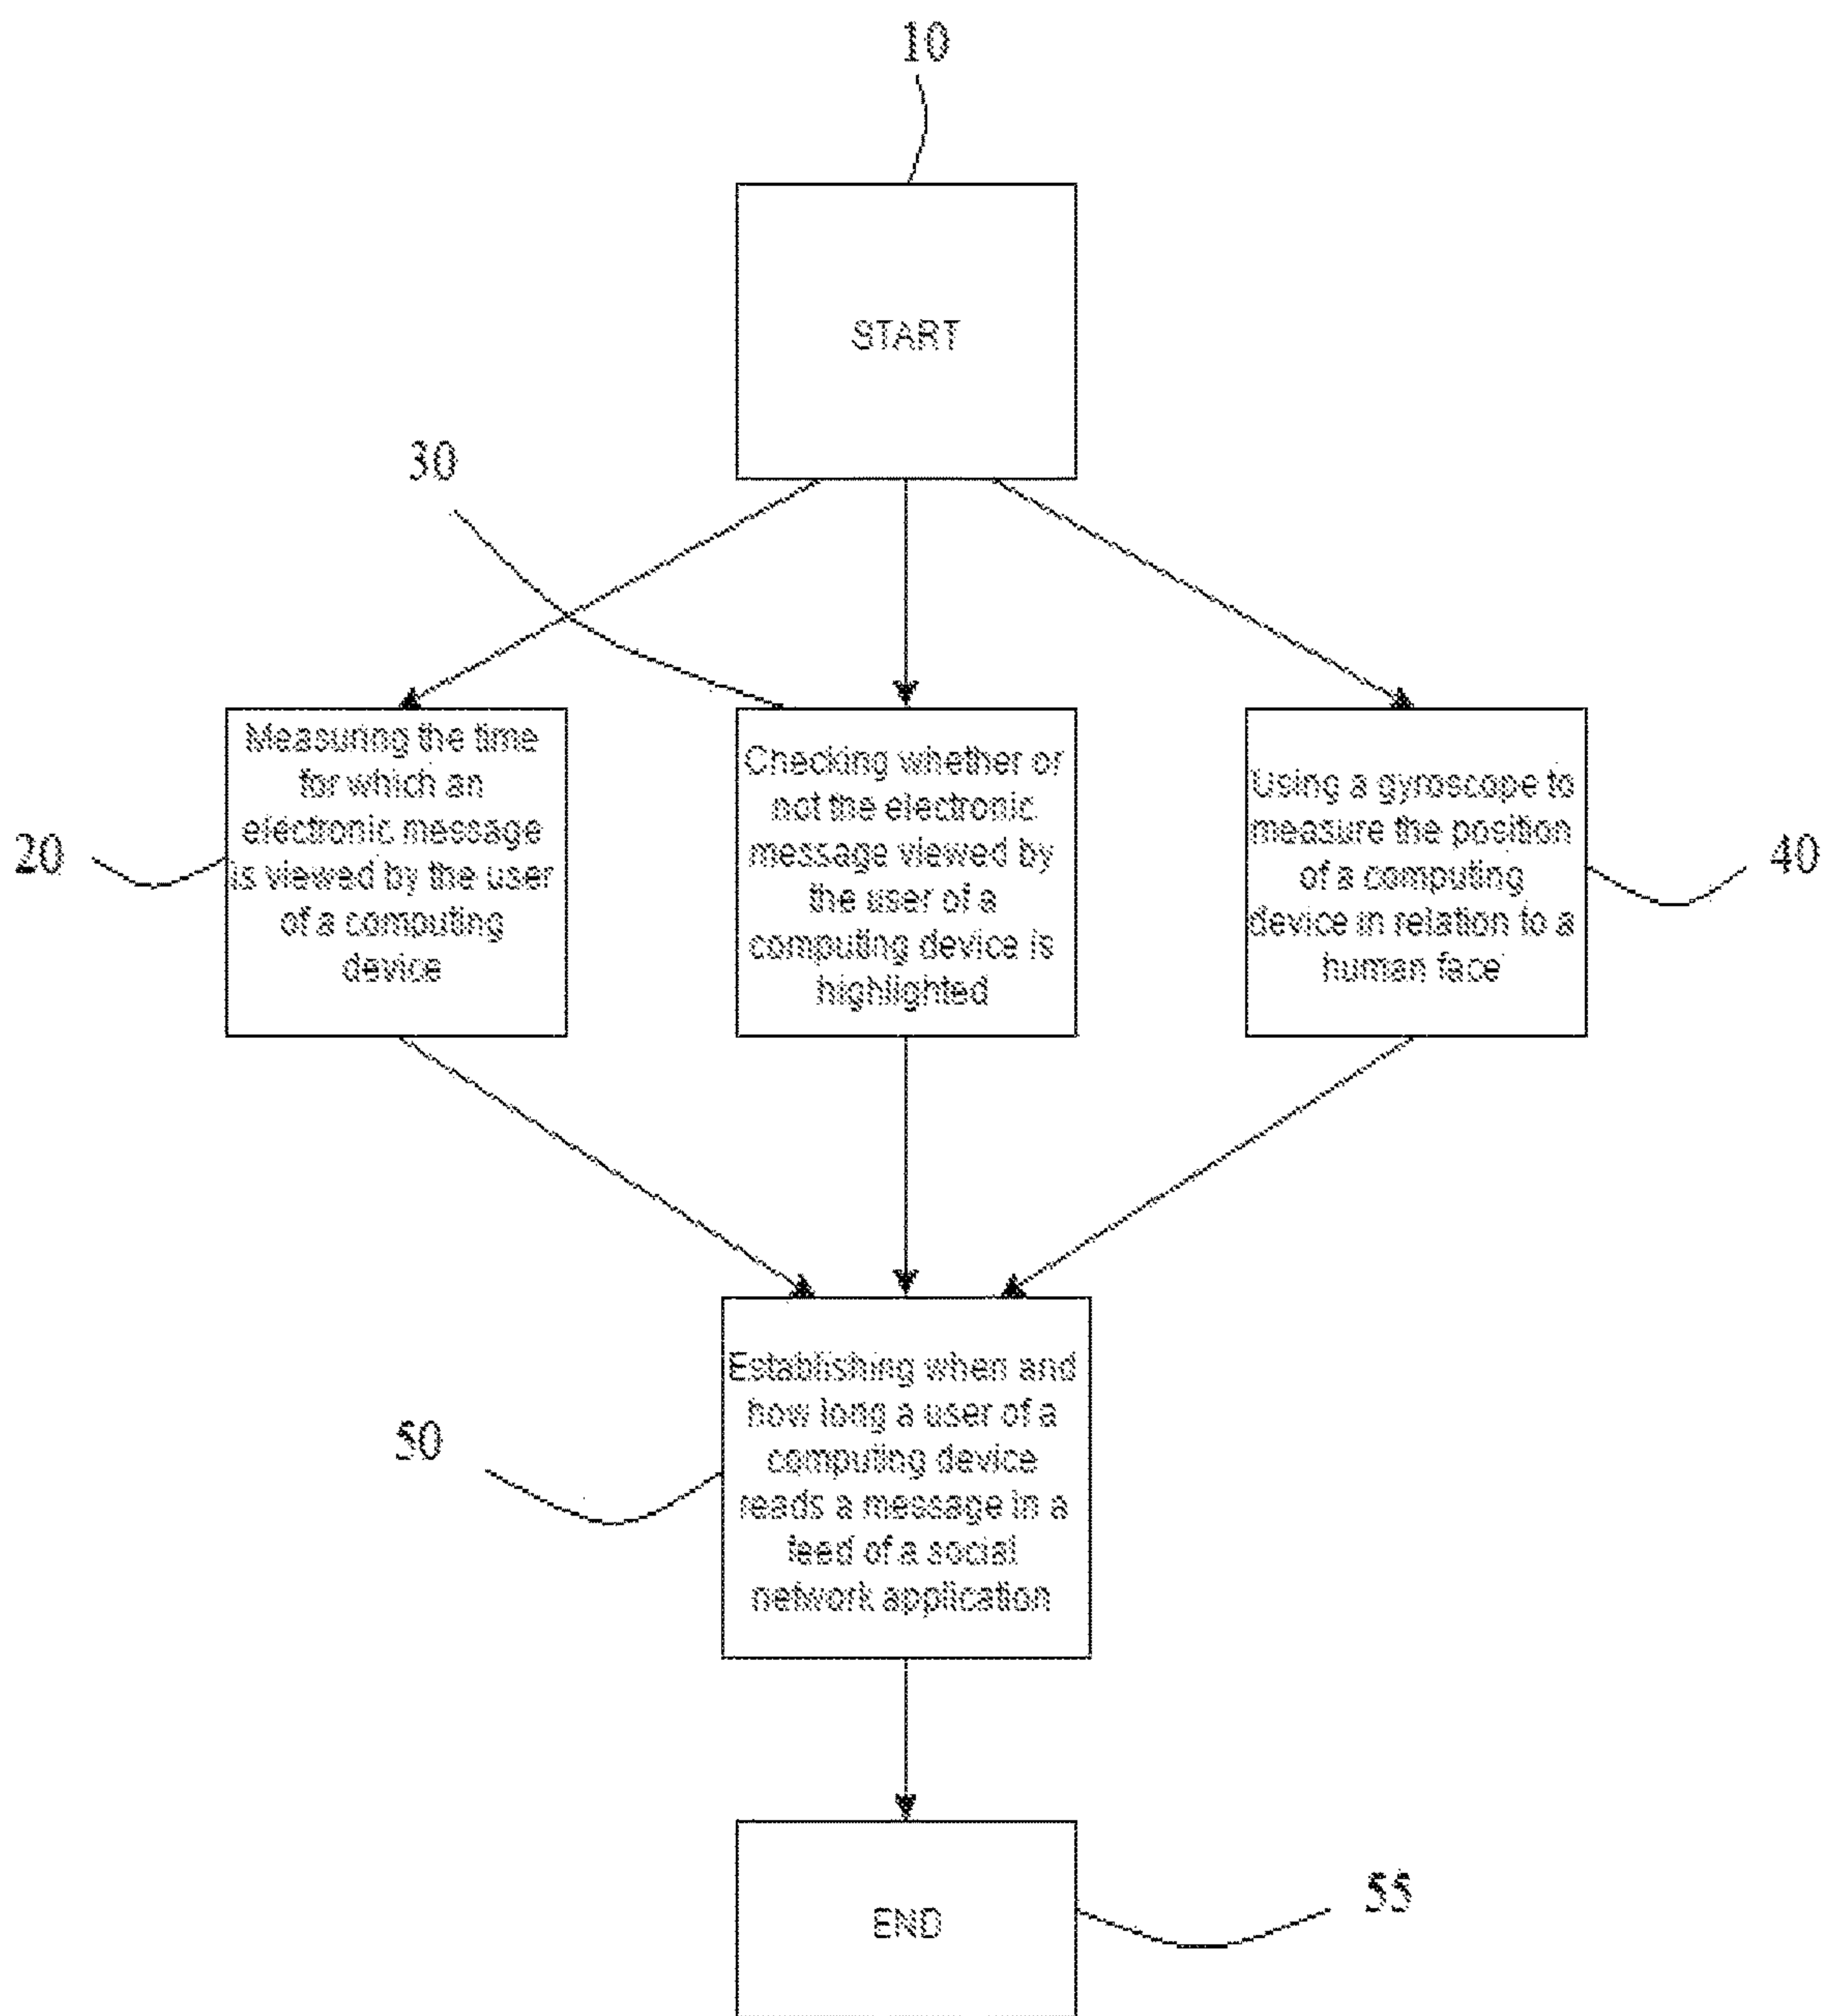 10
START
30
Measuring the time
for which an
electronic message
is viewed by the user
of a computing
device
20
Checking whether or
not the electronic
message viewed by
the user of a
computing device is
highlighted
Using a gyroscope to
measure the position
of a computing
device in relation to a
human face
40
Establishing when and
how long a user of a
computing device
reads a message in a
feed of a social
network application
50
END
55